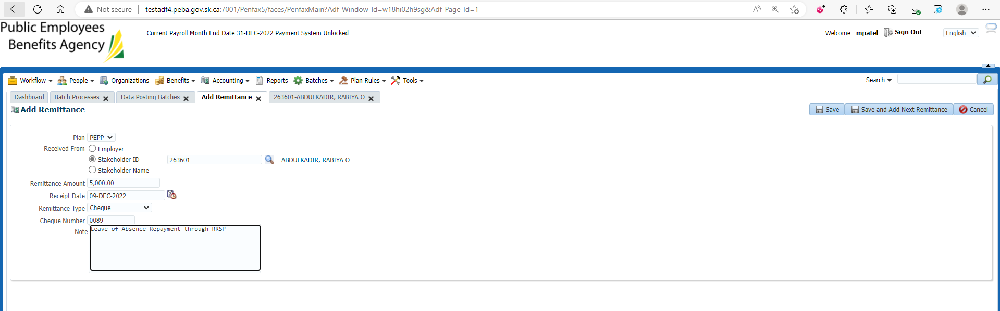 Not secure testadf4.peba.gov.sk.ca:7001/Penfax5/faces/PenfaxMain?Adf-Window-Id=w18hi02h9sg&Adf-Page-Id=1
Public Employees
Benefits Agency
Current Payroll Month End Date 31-DEC-2022 Payment System Unlocked
Welcome mpatel Sign Out English
Workflow People Organizations Benefits Accounting Reports Batches Plan Rules Tools Search
Dashboard Batch Processes Data Posting Batches Add Remittance 263601-ABDULKADIR, RABIYA O
Add Remittance Save Save and Add Next Remittance Cancel
Plan PEPP
Received From Employer
Stakeholder ID 263601 ABDULKADIR, RABIYA O
Stakeholder Name
Remittance Amount 5,000.00
Receipt Date 09-DEC-2022
Remittance Type Cheque
Cheque Number 0089
Note Leave of Absence Repayment through RRSP